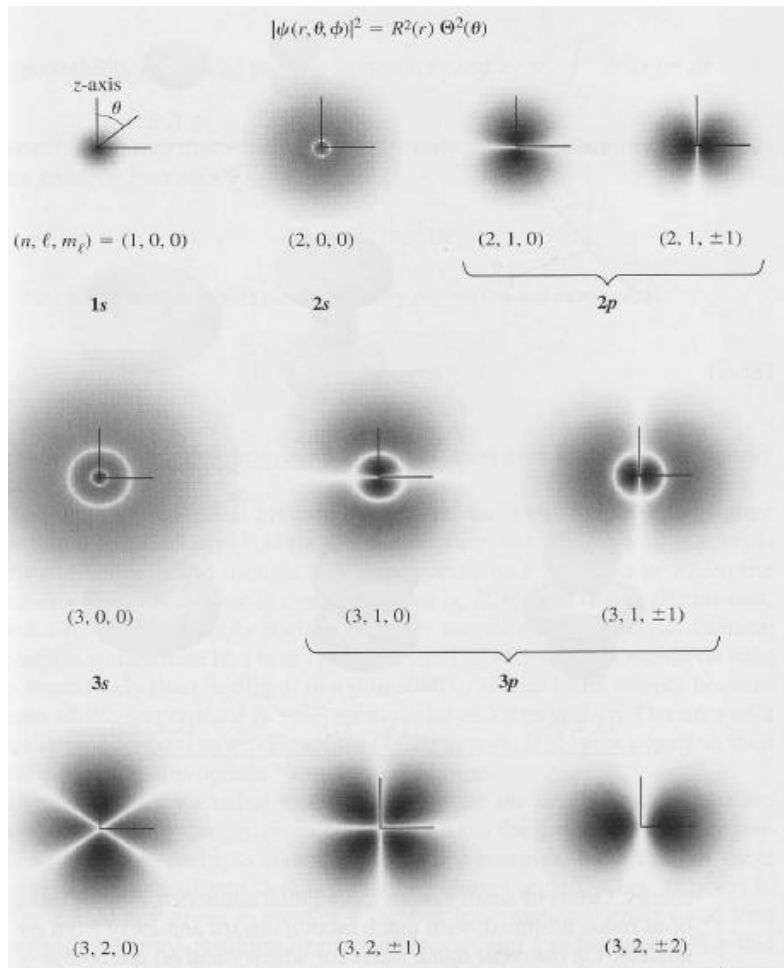 |ψ(r, θ, ϕ)|² = R²(r) Θ²(θ)
z-axis
θ
(n, ℓ, mℓ) = (1, 0, 0) (2, 0, 0) (2, 1, 0) (2, 1, ±1)
1s 2s 2p
(3, 0, 0) (3, 1, 0) (3, 1, ±1)
3s 3p
(3, 2, 0) (3, 2, ±1) (3, 2, ±2)